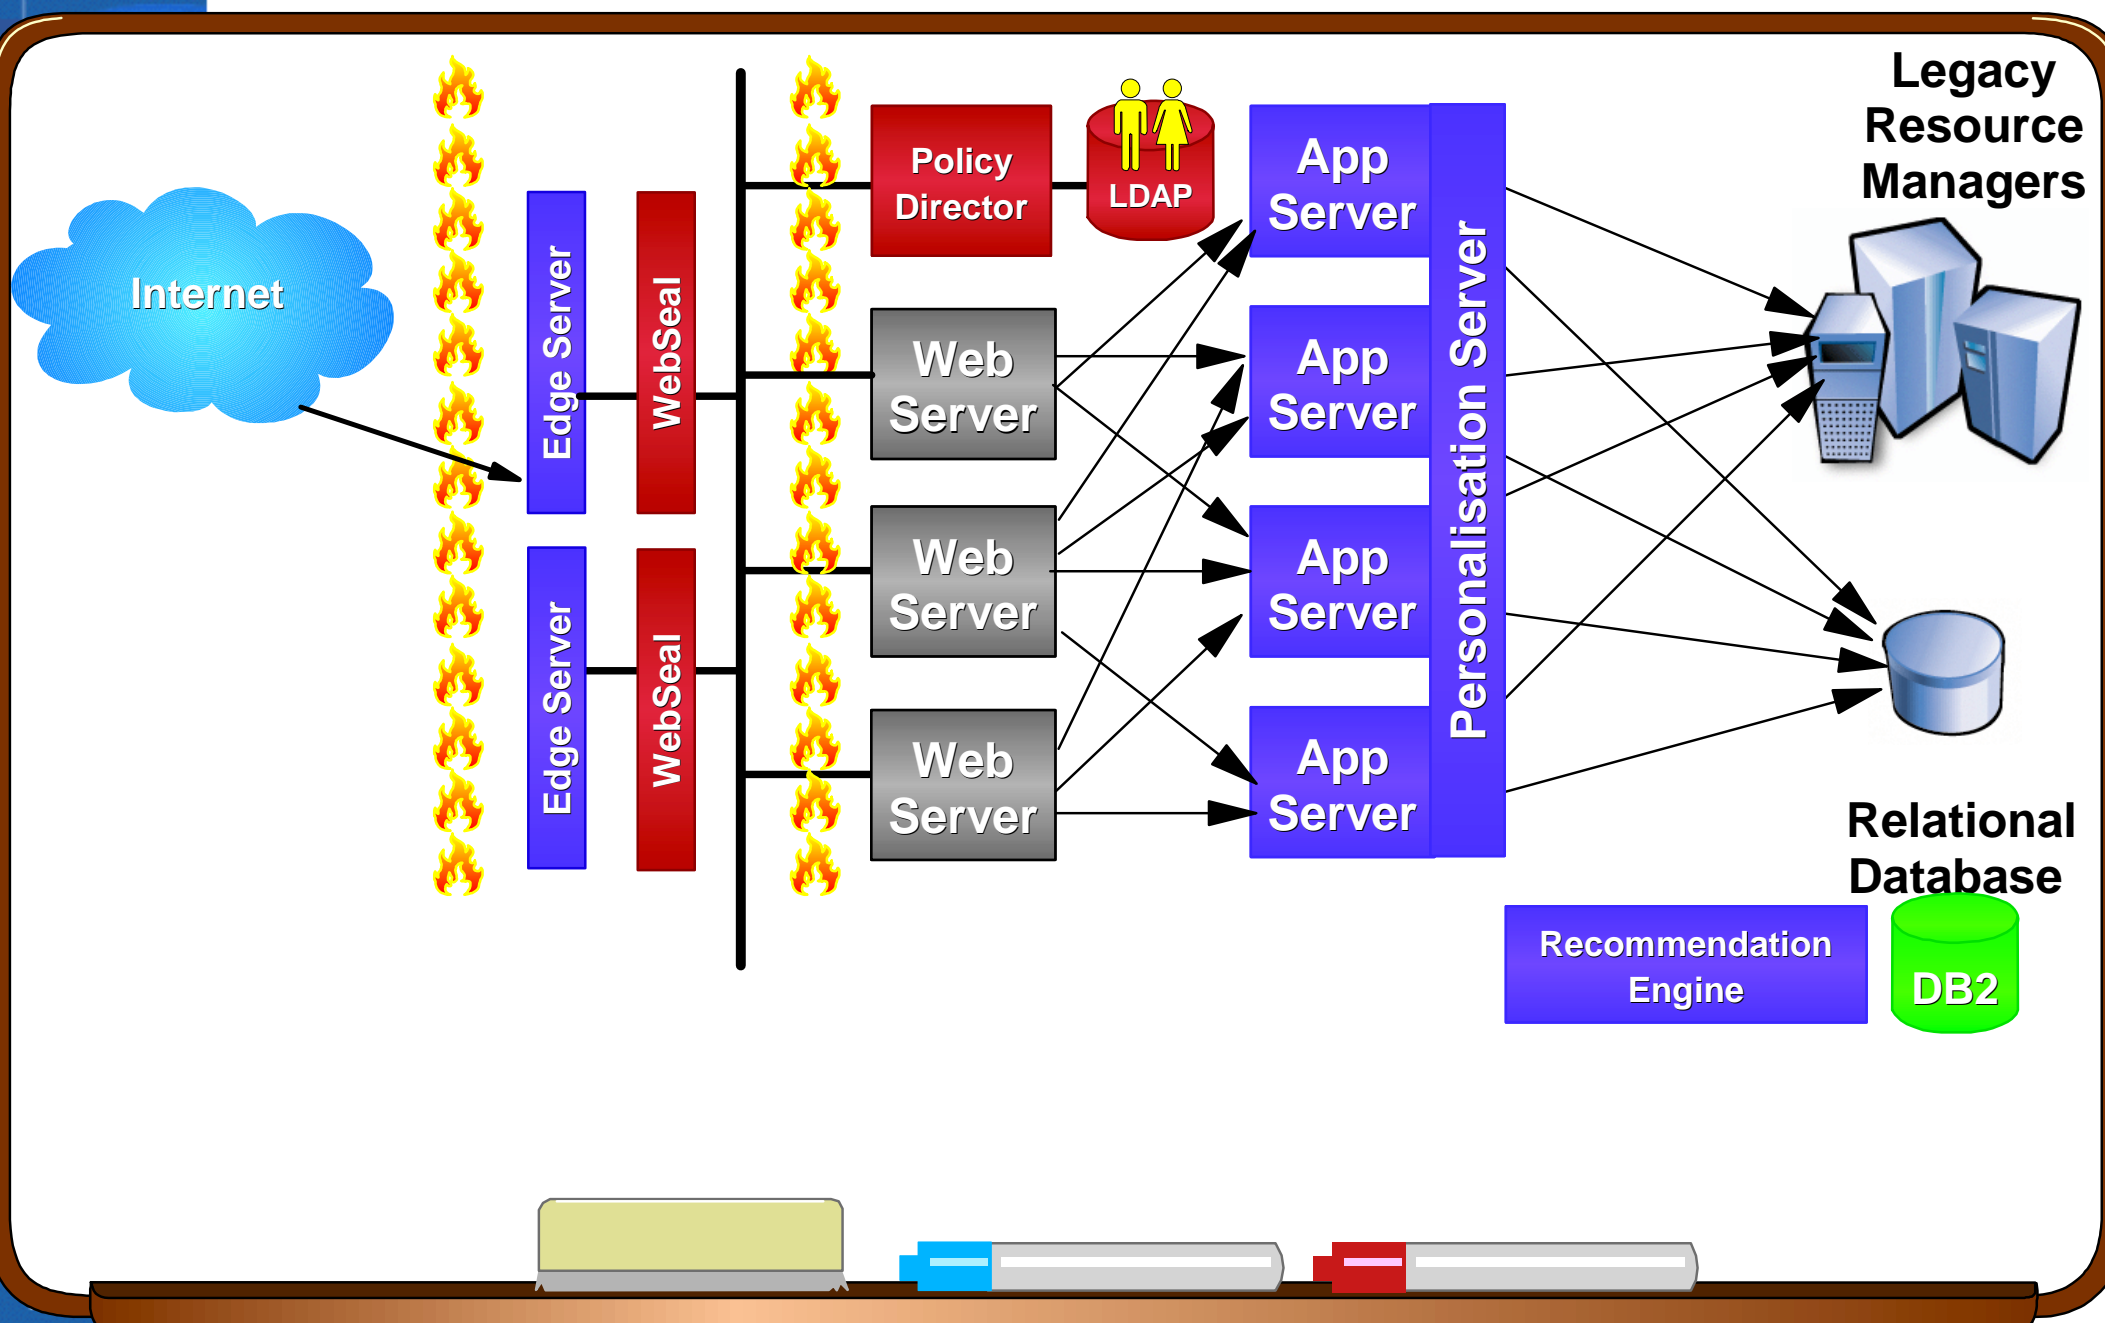 Internet
Edge Server
WebSeal
Edge Server
WebSeal
Policy
Director
LDAP
Web
Server
Web
Server
Web
Server
App
Server
App
Server
App
Server
App
Server
Personalisation Server
Legacy
Resource
Managers
Relational
Database
Recommendation
Engine
DB2